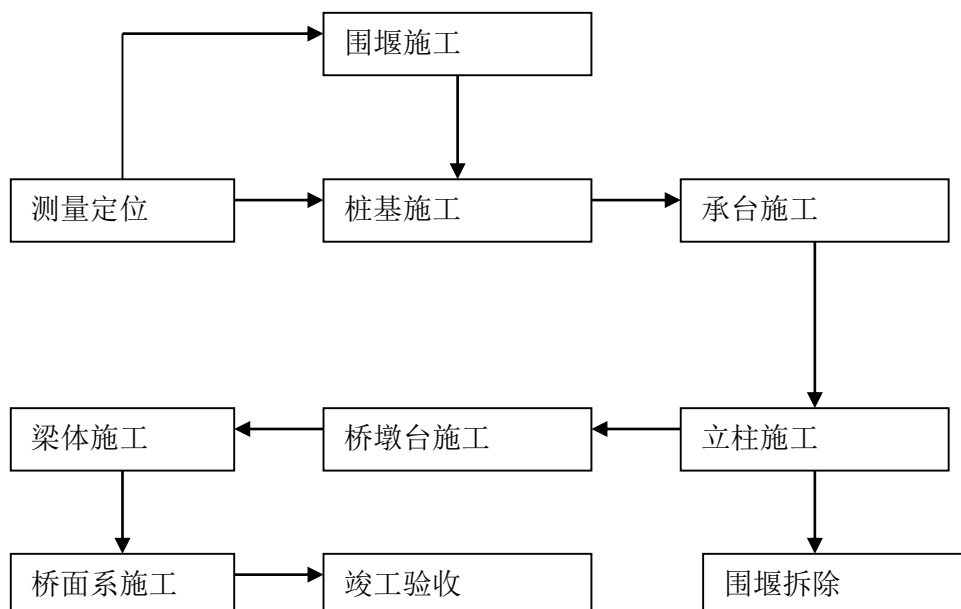 围堰施工
测量定位
桩基施工
承台施工
梁体施工
桥墩台施工
立柱施工
桥面系施工
竣工验收
围堰拆除